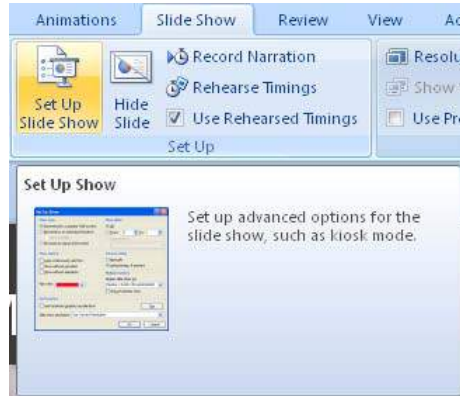 Animations Slide Show Review View
Record Narration
Rehearse Timings
Use Rehearsed Timings
Set Up
Slide Show
Hide
Slide
Set Up
Show
Set Up Show
Set up advanced options for the
slide show, such as kiosk mode.